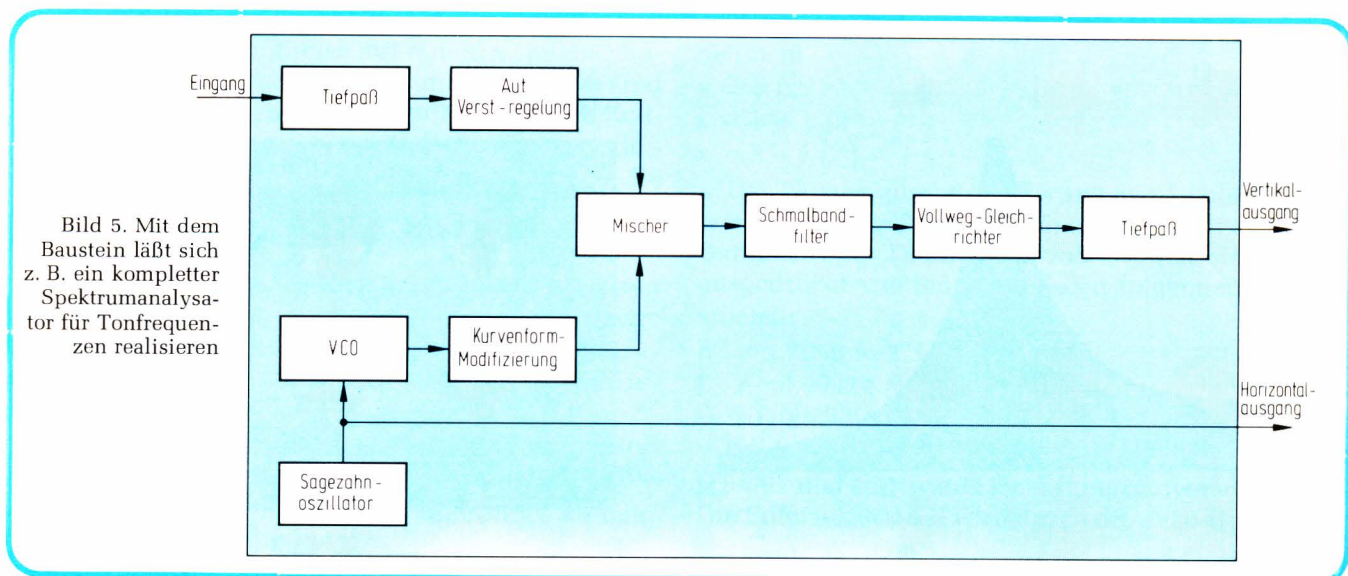 Bild 5. Mit dem
Baustein läßt sich
z. B. ein kompletter
Spektrumanalysa-
tor für Tonfrequen-
zen realisieren
Eingang
Tiefpaß
Aut
Verst-regelung
Mischer
Schmalband-
filter
Vollweg-Gleich-
richter
Tiefpaß
Vertikal-
ausgang
VCO
Kurvenform-
Modifizierung
Horizontal-
ausgang
Sagezahn-
oszillator